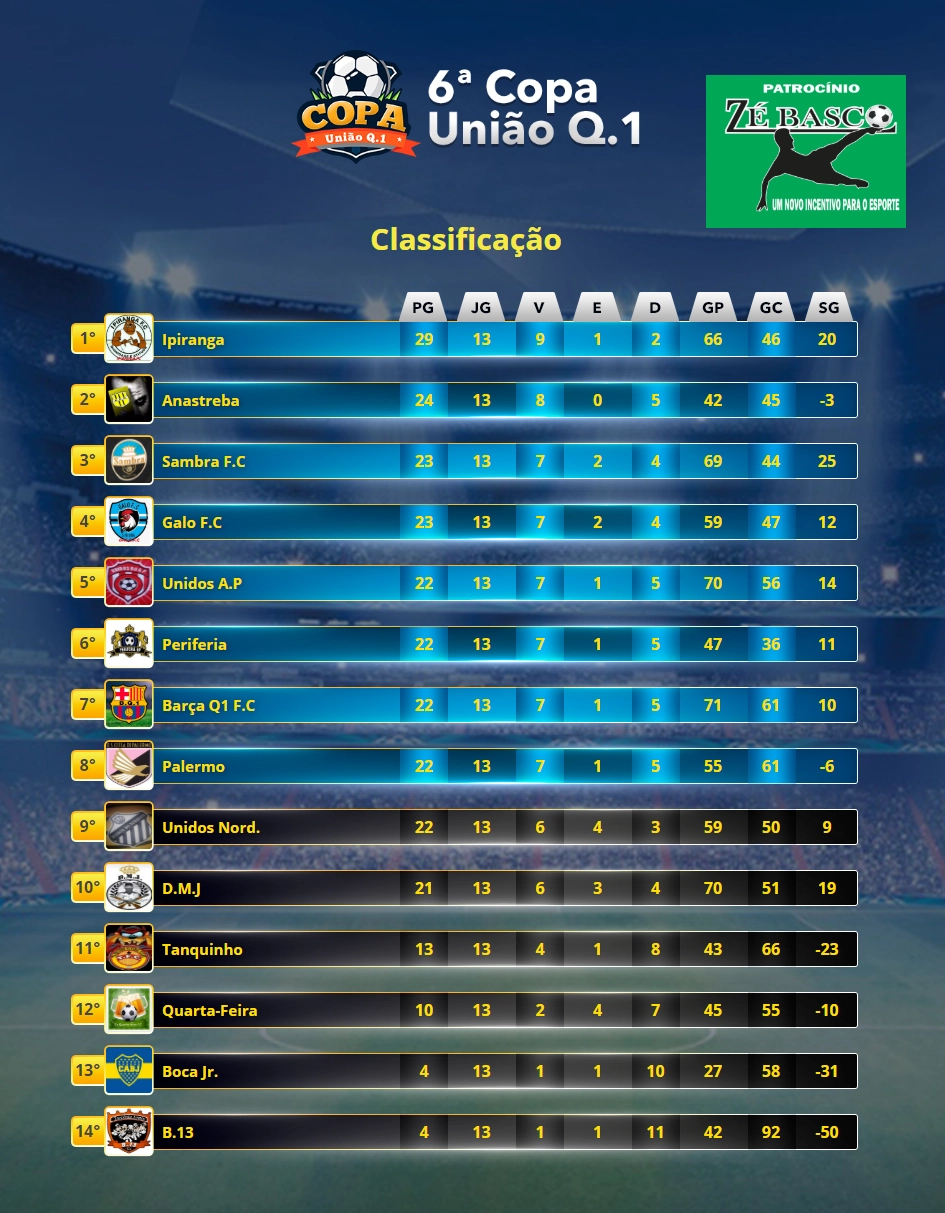 COPA
União Q.1
6ª Copa
União Q.1
PATROCÍNIO
ZÉ BASCO
UM NOVO INCENTIVO PARA O ESPORTE
Classificação
PG JG V E D GP GC SG
1° Ipiranga 29 13 9 1 2 66 46 20
2° Anastreba 24 13 8 0 5 42 45 -3
3° Sambra F.C 23 13 7 2 4 69 44 25
4° Galo F.C 23 13 7 2 4 59 47 12
5° Unidos A.P 22 13 7 1 5 70 56 14
6° Periferia 22 13 7 1 5 47 36 11
7° Barça Q1 F.C 22 13 7 1 5 71 61 10
8° Palermo 22 13 7 1 5 55 61 -6
9° Unidos Nord. 22 13 6 4 3 59 50 9
10° D.M.J 21 13 6 3 4 70 51 19
11° Tanquinho 13 13 4 1 8 43 66 -23
12° Quarta-Feira 10 13 2 4 7 45 55 -10
13° Boca Jr. 4 13 1 1 10 27 58 -31
14° B.13 4 13 1 1 11 42 92 -50